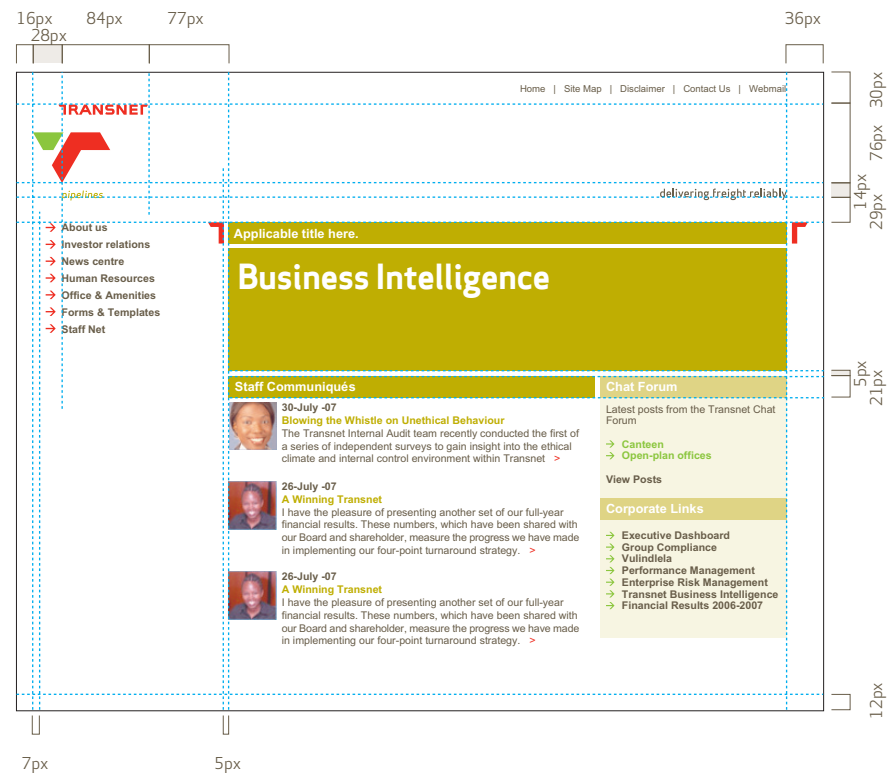 16px 84px 77px 36px
28px
Home | Site Map | Disclaimer | Contact Us | Webmail
30px
TRANSNET
76px
pipelines
delivering freight reliably
14px
29px
About us
Investor relations
News centre
Human Resources
Office & Amenities
Forms & Templates
Staff Net
Applicable title here.
Business Intelligence
5px
21px
Staff Communiqués
30-July -07
Blowing the Whistle on Unethical Behaviour
The Transnet Internal Audit team recently conducted the first of
a series of independent surveys to gain insight into the ethical
climate and internal control environment within Transnet >
26-July -07
A Winning Transnet
I have the pleasure of presenting another set of our full-year
financial results. These numbers, which have been shared with
our Board and shareholder, measure the progress we have made
in implementing our four-point turnaround strategy. >
26-July -07
A Winning Transnet
I have the pleasure of presenting another set of our full-year
financial results. These numbers, which have been shared with
our Board and shareholder, measure the progress we have made
in implementing our four-point turnaround strategy. >
Chat Forum
Latest posts from the Transnet Chat
Forum
Canteen
Open-plan offices
View Posts
Corporate Links
Executive Dashboard
Group Compliance
Vulindlela
Performance Management
Enterprise Risk Management
Transnet Business Intelligence
Financial Results 2006-2007
12px
7px 5px